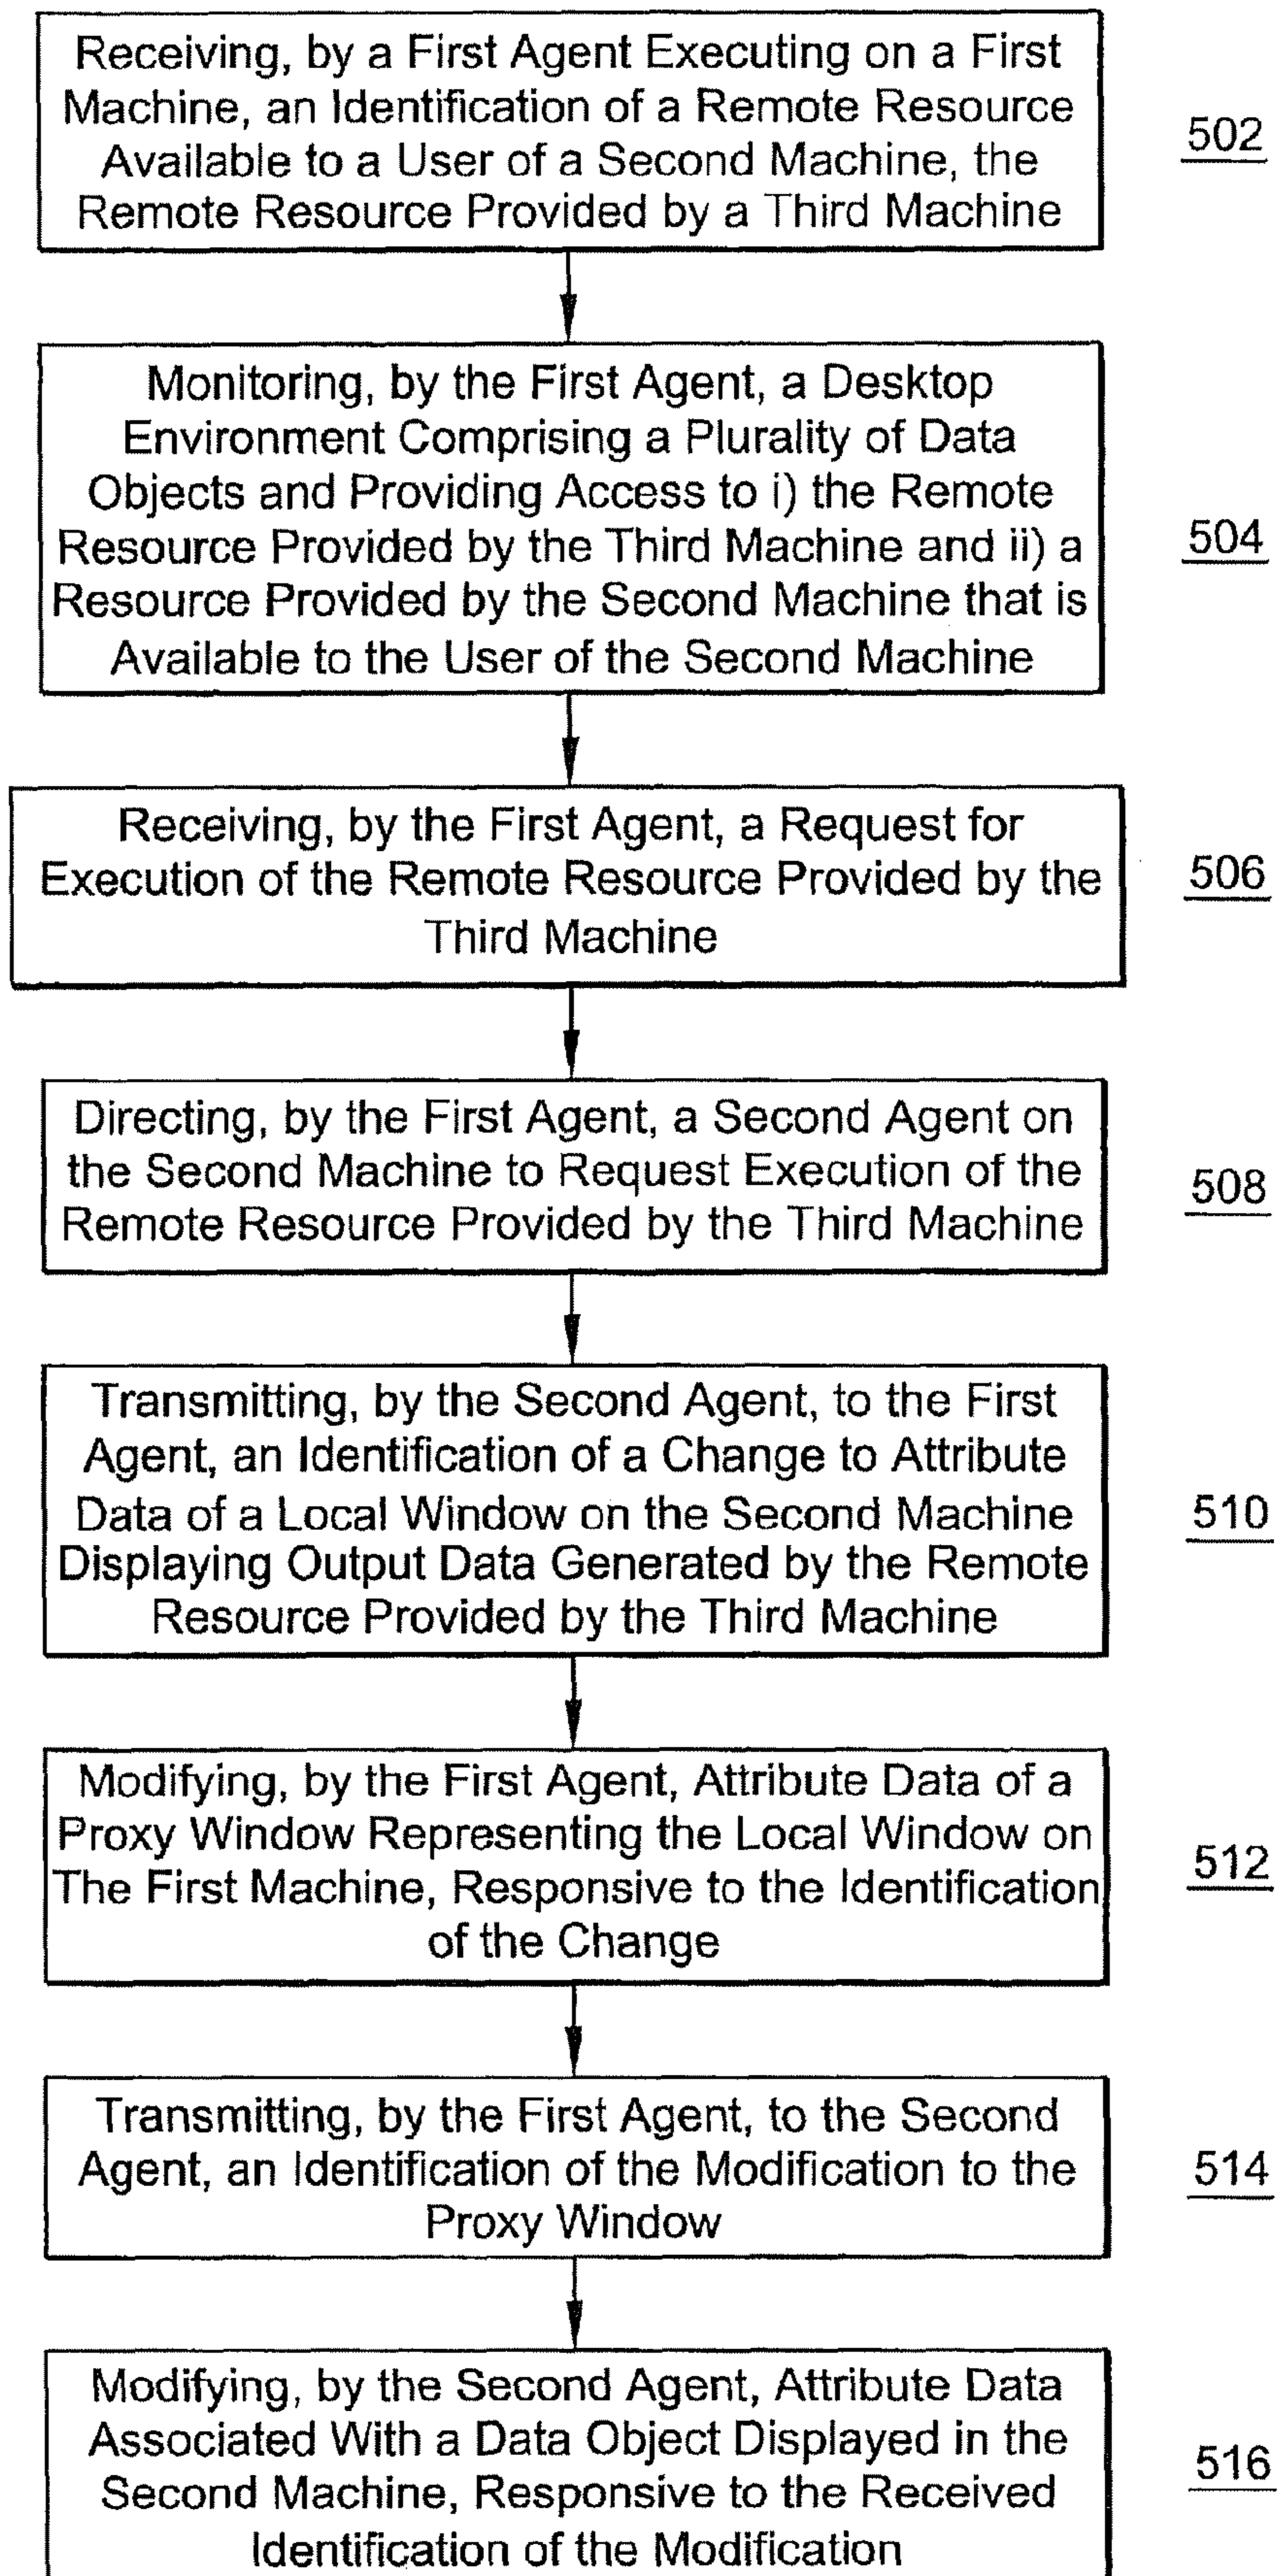 Receiving, by a First Agent Executing on a First
Machine, an Identification of a Remote Resource
Available to a User of a Second Machine, the
Remote Resource Provided by a Third Machine
502
Monitoring, by the First Agent, a Desktop
Environment Comprising a Plurality of Data
Objects and Providing Access to i) the Remote
Resource Provided by the Third Machine and ii) a
Resource Provided by the Second Machine that is
Available to the User of the Second Machine
504
Receiving, by the First Agent, a Request for
Execution of the Remote Resource Provided by the
Third Machine
506
Directing, by the First Agent, a Second Agent on
the Second Machine to Request Execution of the
Remote Resource Provided by the Third Machine
508
Transmitting, by the Second Agent, to the First
Agent, an Identification of a Change to Attribute
Data of a Local Window on the Second Machine
Displaying Output Data Generated by the Remote
Resource Provided by the Third Machine
510
Modifying, by the First Agent, Attribute Data of a
Proxy Window Representing the Local Window on
The First Machine, Responsive to the Identification
of the Change
512
Transmitting, by the First Agent, to the Second
Agent, an Identification of the Modification to the
Proxy Window
514
Modifying, by the Second Agent, Attribute Data
Associated With a Data Object Displayed in the
Second Machine, Responsive to the Received
Identification of the Modification
516